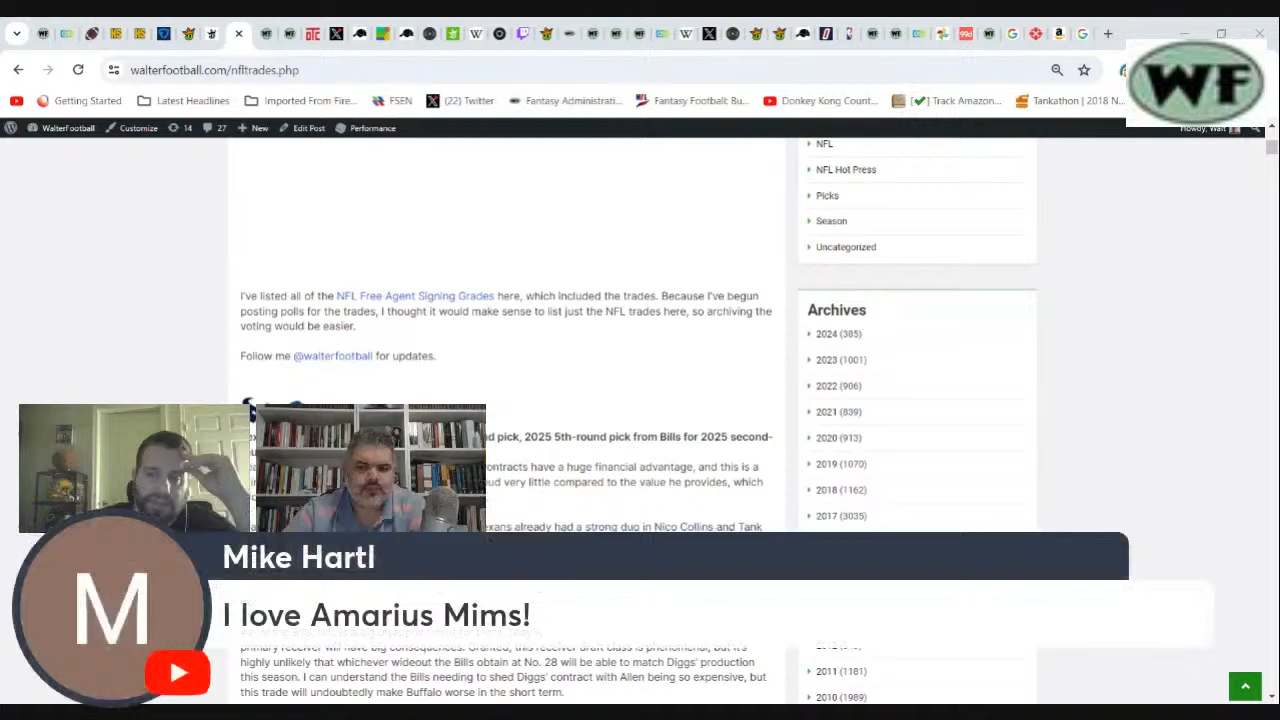 walterfootball.com/nfltrades.php
Getting Started
Latest Headlines
Imported From Fire...
FSEN
(22) Twitter
Fantasy Administrati...
Fantasy Football: Bu...
Donkey Kong Count...
Track Amazon...
Tankathon | 2018 N...
WF
WalterFootball
Customize
14
27
New
Edit Post
Performance
Howdy, Walt
NFL
NFL Hot Press
Picks
Season
Uncategorized
I've listed all of the NFL Free Agent Signing Grades here, which included the trades. Because I've begun
posting polls for the trades, I thought it would make sense to list just the NFL trades here, so archiving the
voting would be easier.
Follow me @walterfootball for updates.
Archives
2024 (385)
2023 (1001)
2022 (906)
2021 (839)
2020 (913)
2019 (1070)
2018 (1162)
2017 (3035)
2011 (1181)
2010 (1989)
pick, 2025 5th-round pick from Bills for 2025 second-
contracts have a huge financial advantage, and this is a
very little compared to the value he provides, which
already had a strong duo in Nico Collins and Tank
M
Mike Hartl
I love Amarius Mims!
primary receiver will have big consequences. Granted, this receiver draft class is phenomenal, but it's
highly unlikely that whichever wideout the Bills obtain at No. 28 will be able to match Diggs' production
this season. I can understand the Bills needing to shed Diggs' contract with Allen being so expensive, but
this trade will undoubtedly make Buffalo worse in the short term.